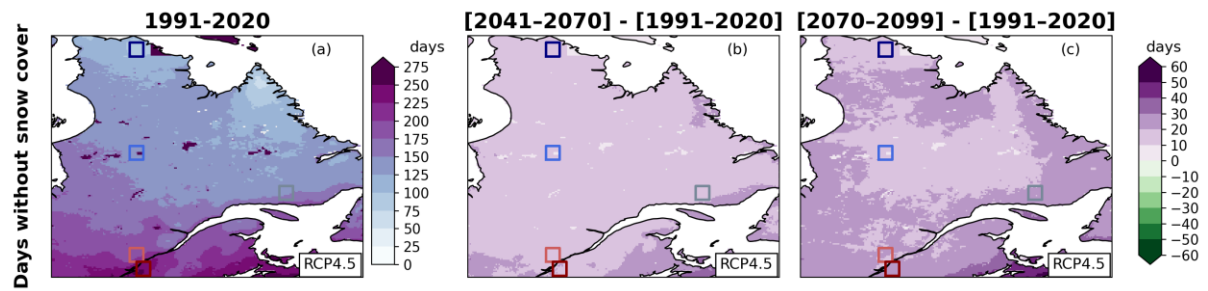 1991-2020
[2041–2070] - [1991–2020]
[2070–2099] - [1991–2020]
Days without snow cover
(a)
RCP4.5
days
275
250
225
200
175
150
125
100
75
50
25
0
(b)
RCP4.5
(c)
RCP4.5
days
60
50
40
30
20
10
0
−10
−20
−30
−40
−50
−60